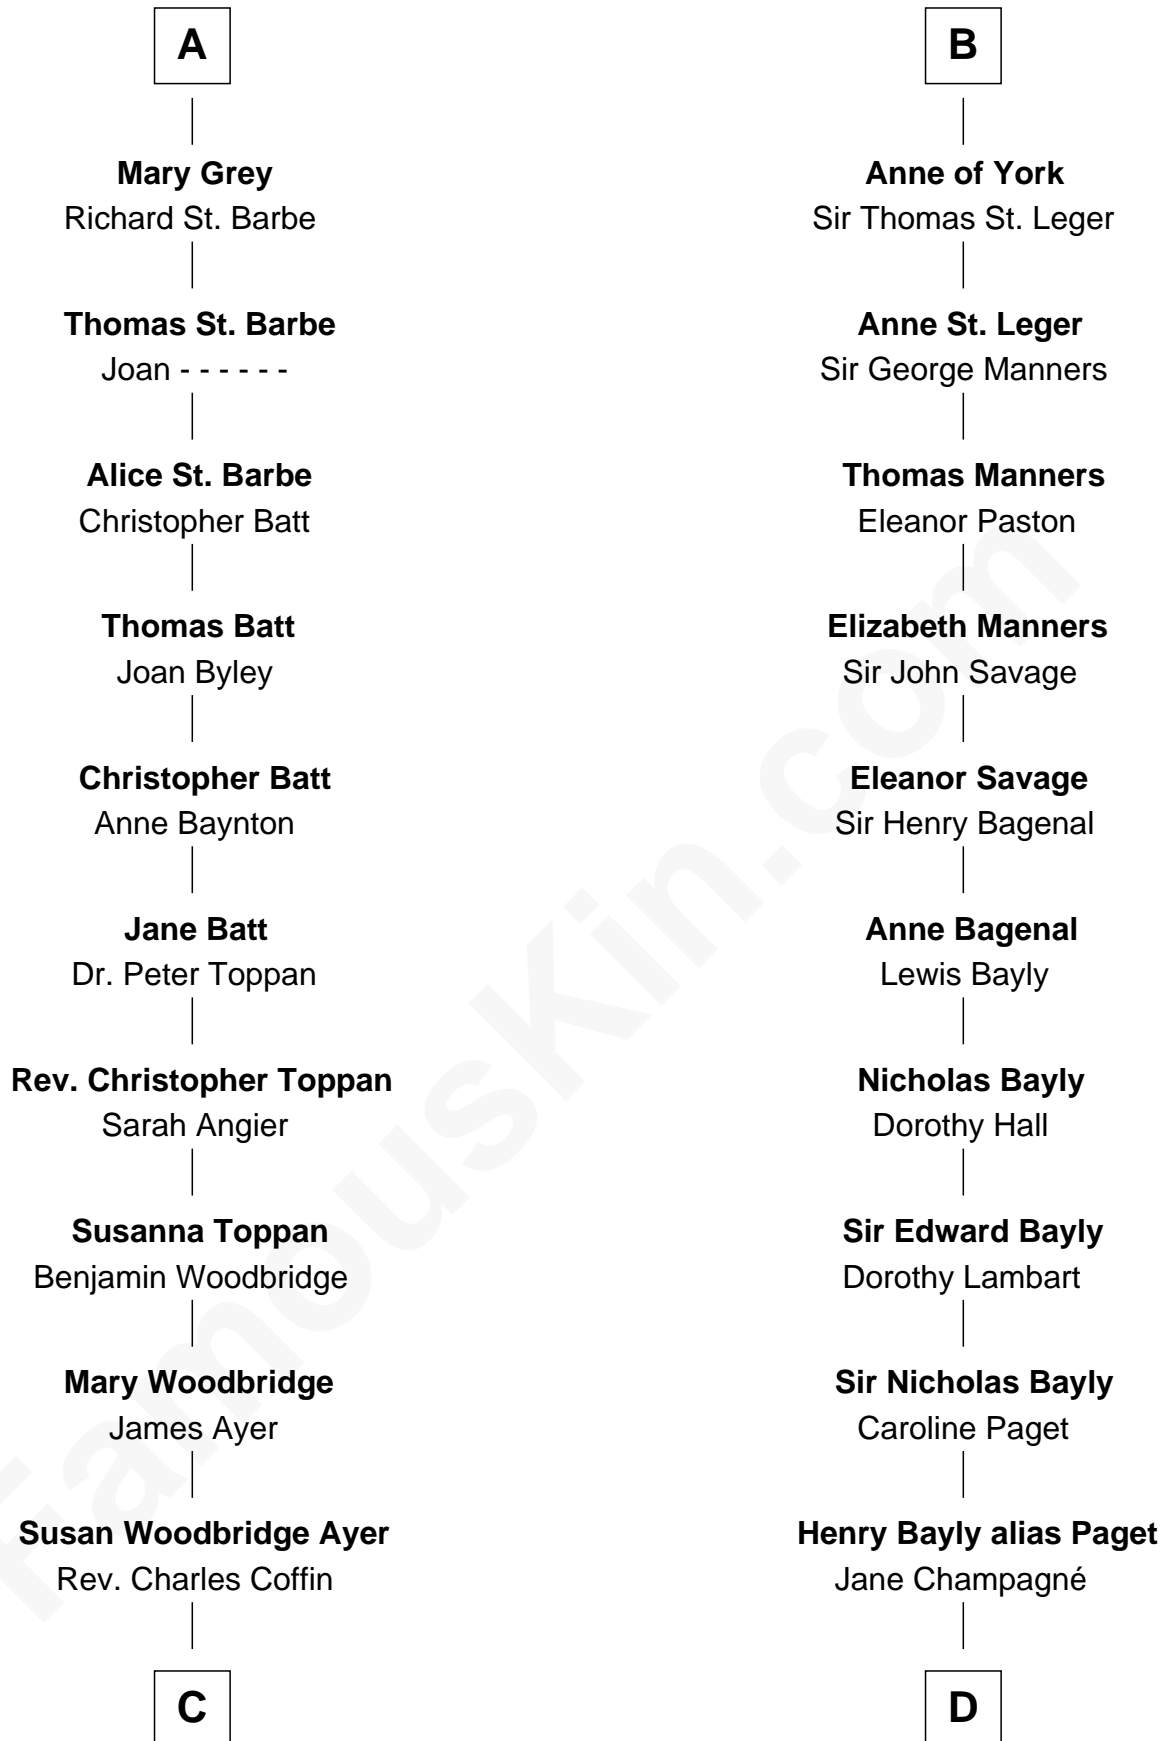 A
Mary Grey
Richard St. Barbe
Thomas St. Barbe
Joan - - - - - -
Alice St. Barbe
Christopher Batt
Thomas Batt
Joan Byley
Christopher Batt
Anne Baynton
Jane Batt
Dr. Peter Toppan
Rev. Christopher Toppan
Sarah Angier
Susanna Toppan
Benjamin Woodbridge
Mary Woodbridge
James Ayer
Susan Woodbridge Ayer
Rev. Charles Coffin
C
B
Anne of York
Sir Thomas St. Leger
Anne St. Leger
Sir George Manners
Thomas Manners
Eleanor Paston
Elizabeth Manners
Sir John Savage
Eleanor Savage
Sir Henry Bagenal
Anne Bagenal
Lewis Bayly
Nicholas Bayly
Dorothy Hall
Sir Edward Bayly
Dorothy Lambart
Sir Nicholas Bayly
Caroline Paget
Henry Bayly alias Paget
Jane Champagné
D
FamousKin.com